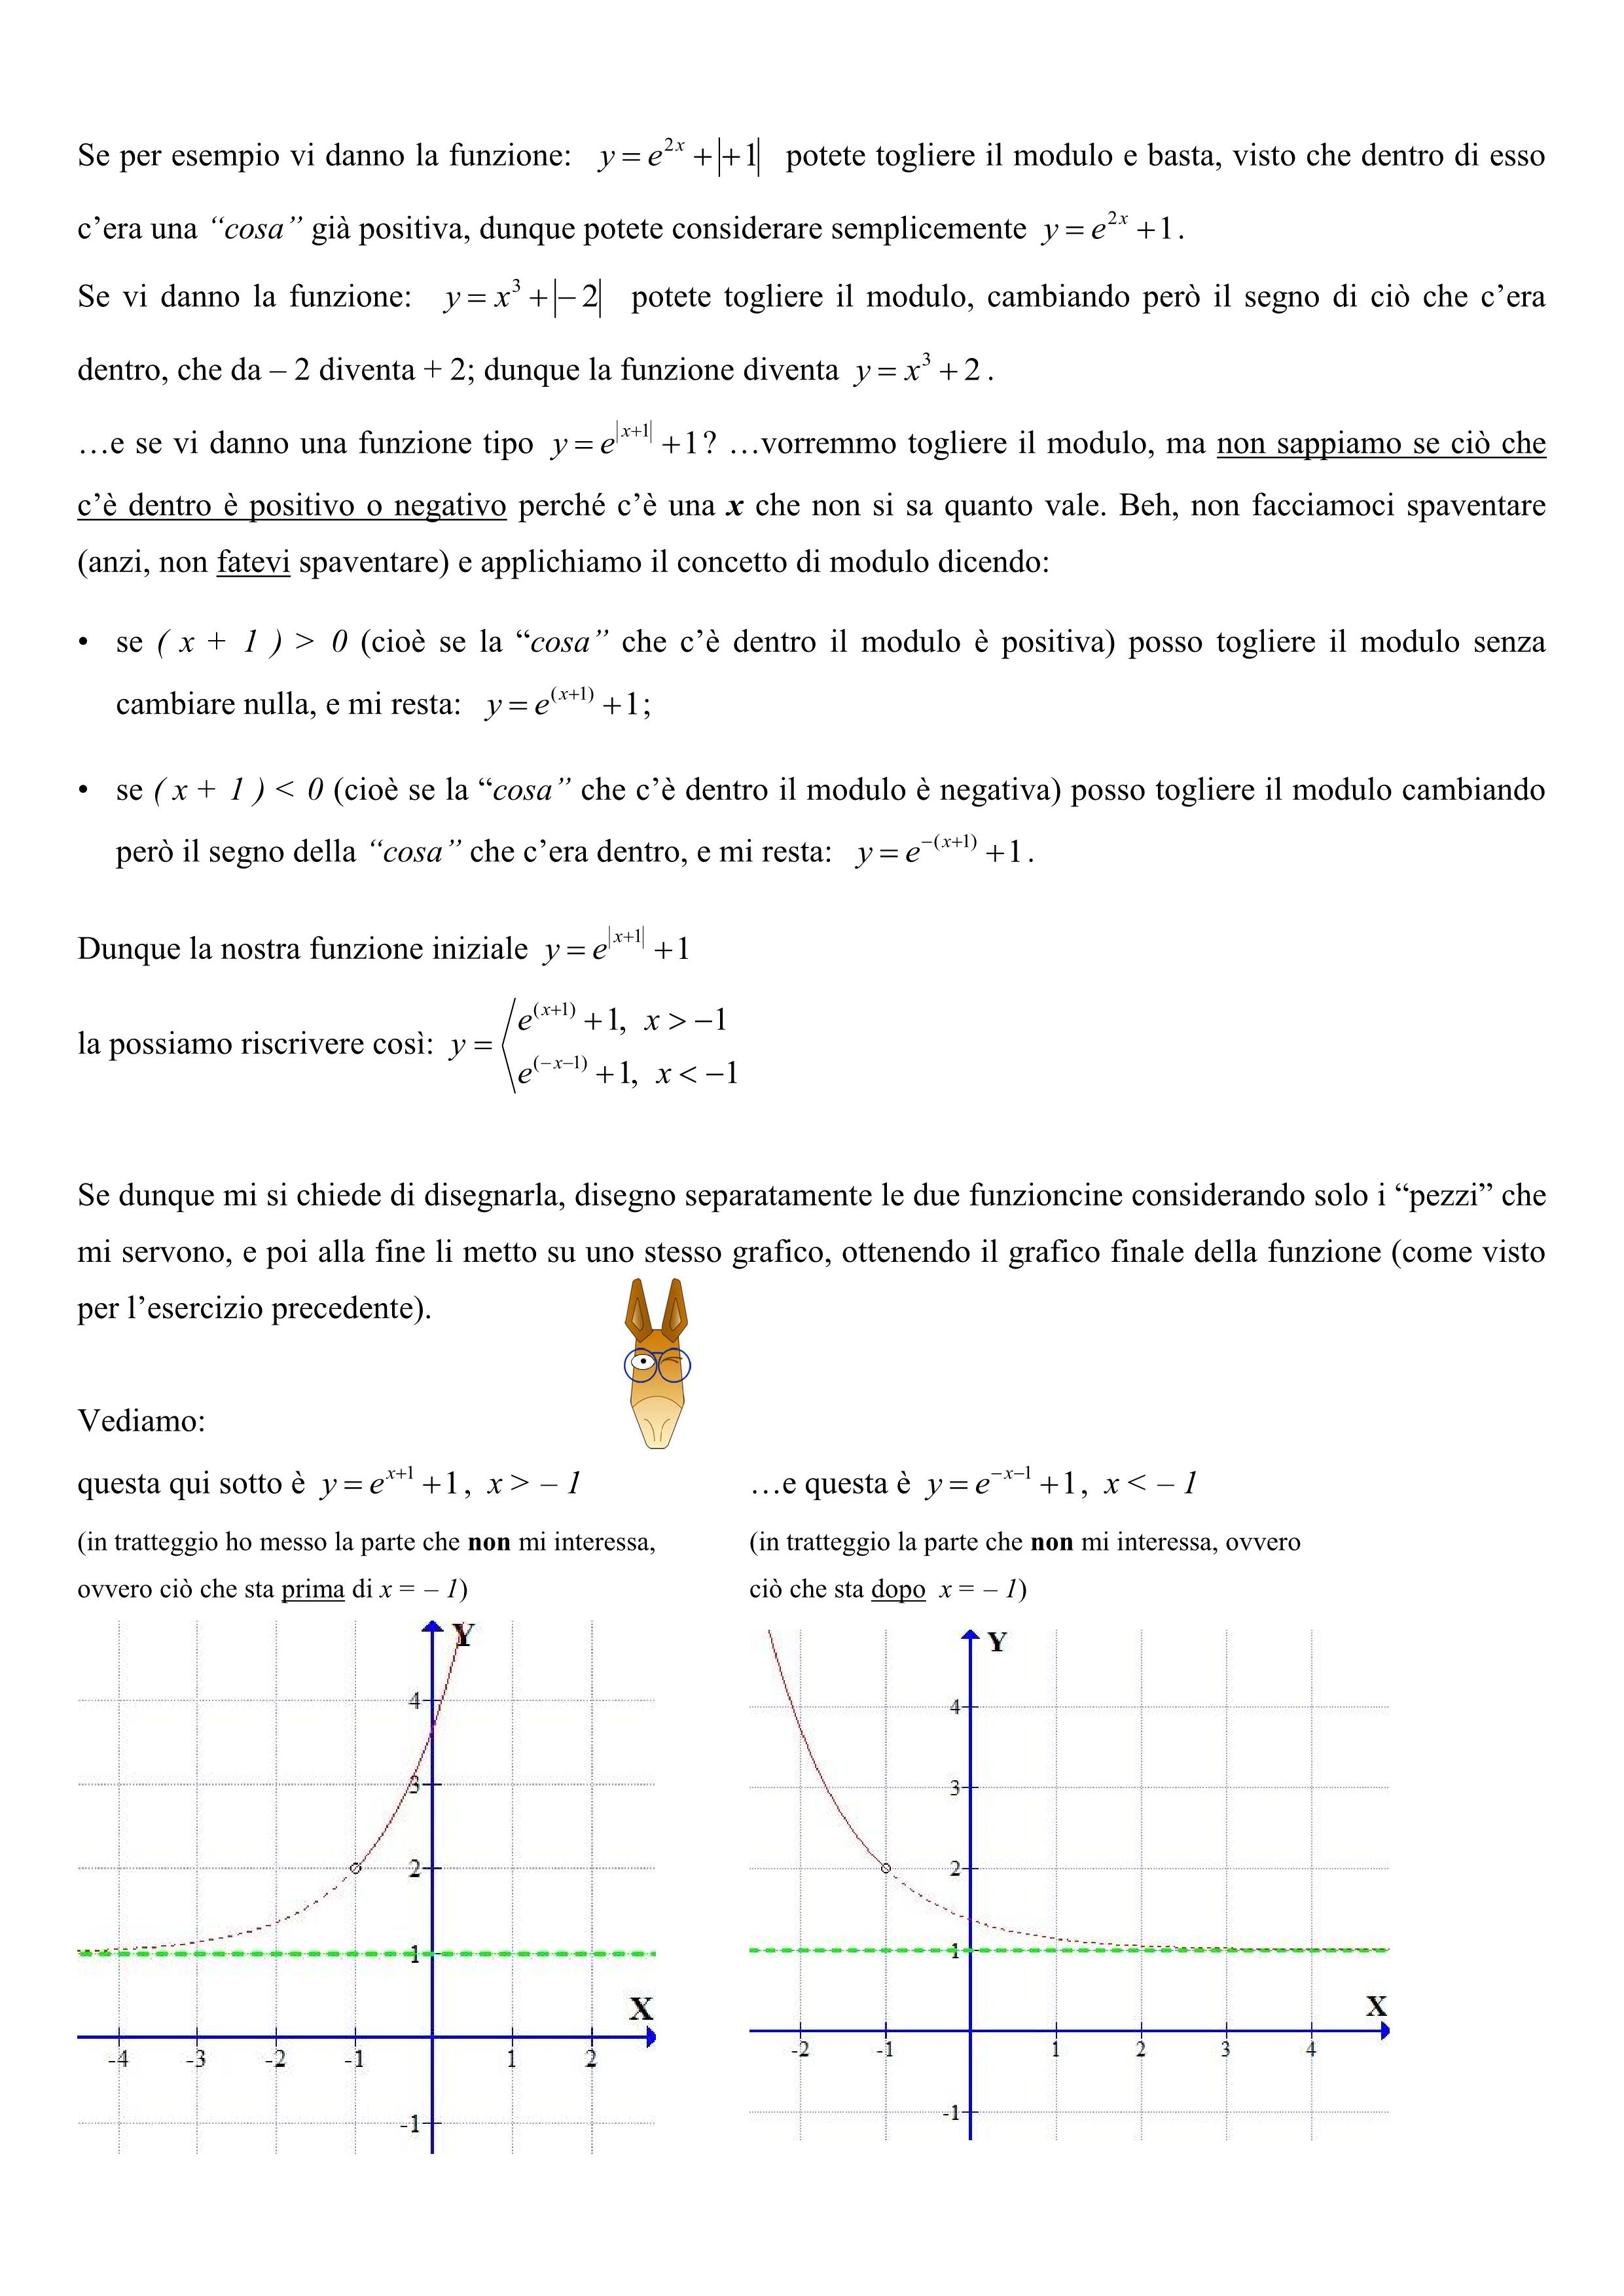 Se per esempio vi danno la funzione: y = e^{2x} + |+1| potete togliere il modulo e basta, visto che dentro di esso
c’era una “cosa” già positiva, dunque potete considerare semplicemente y = e^{2x} + 1.
Se vi danno la funzione: y = x^3 + |− 2| potete togliere il modulo, cambiando però il segno di ciò che c’era
dentro, che da – 2 diventa + 2; dunque la funzione diventa y = x^3 + 2 .
…e se vi danno una funzione tipo y = e^{|x+1|} + 1? …vorremmo togliere il modulo, ma non sappiamo se ciò che
c’è dentro è positivo o negativo perché c’è una x che non si sa quanto vale. Beh, non facciamoci spaventare
(anzi, non fatevi spaventare) e applichiamo il concetto di modulo dicendo:
• se ( x + 1 ) > 0 (cioè se la “cosa” che c’è dentro il modulo è positiva) posso togliere il modulo senza
cambiare nulla, e mi resta: y = e^{(x+1)} + 1;
• se ( x + 1 ) < 0 (cioè se la “cosa” che c’è dentro il modulo è negativa) posso togliere il modulo cambiando
però il segno della “cosa” che c’era dentro, e mi resta: y = e^{−(x+1)} + 1.
Dunque la nostra funzione iniziale y = e^{|x+1|} + 1
e^{(x+1)} + 1, x > −1
la possiamo riscrivere così: y =
e^{(−x−1)} + 1, x < −1
Se dunque mi si chiede di disegnarla, disegno separatamente le due funzioncine considerando solo i “pezzi” che
mi servono, e poi alla fine li metto su uno stesso grafico, ottenendo il grafico finale della funzione (come visto
per l’esercizio precedente).
Vediamo:
questa qui sotto è y = e^{x+1} + 1, x > – 1
(in tratteggio ho messo la parte che non mi interessa,
ovvero ciò che sta prima di x = – 1)
…e questa è y = e^{−x−1} + 1, x < – 1
(in tratteggio la parte che non mi interessa, ovvero
ciò che sta dopo x = – 1)
Y
4
3
2
1
X
-4 -3 -2 -1 1 2
-1
Y
4
3
2
1
X
-2 -1 1 2 3 4
-1